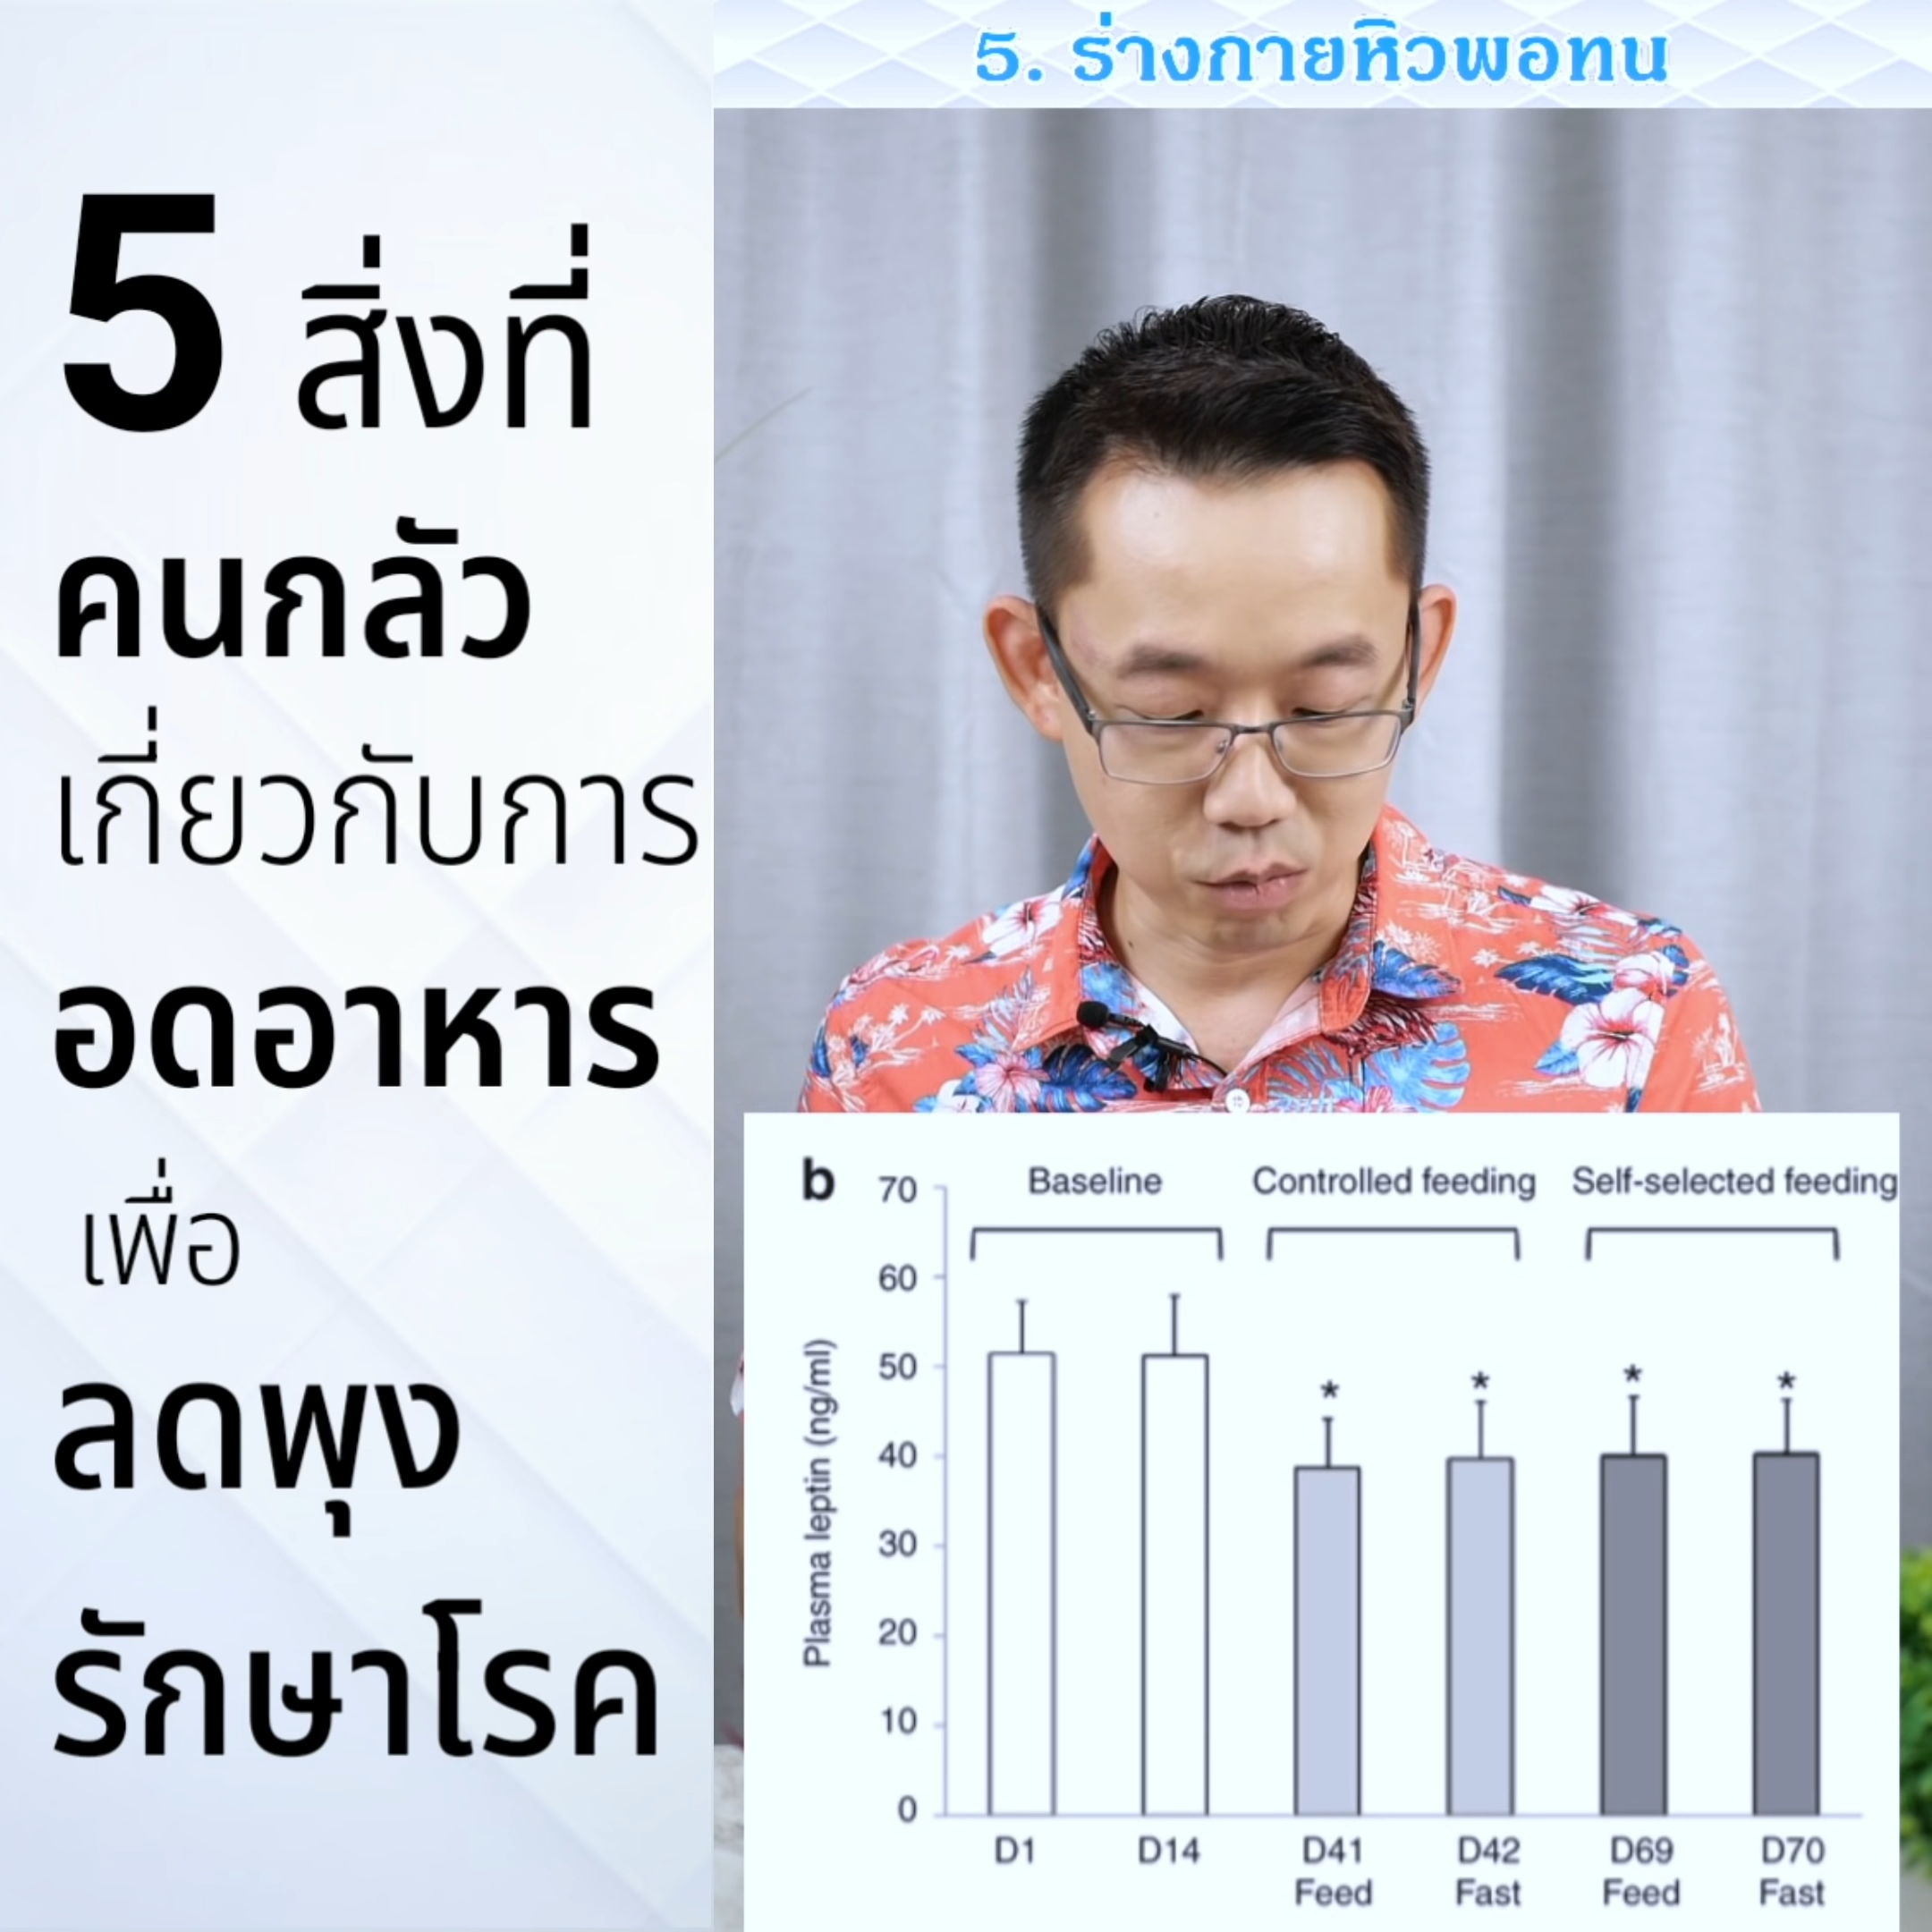 5 สิ่งที่
คนกลัว
เกี่ยวกับการ
อดอาหาร
เพื่อ
ลดพุง
รักษาโรค
5. ร่างกายหิวพอทน
b
Baseline
Controlled feeding
Self-selected feeding
Plasma leptin (ng/ml)
70
60
50
40
30
20
10
0
* * * *
D1 D14 D41 D42 D69 D70
Feed Fast Feed Fast